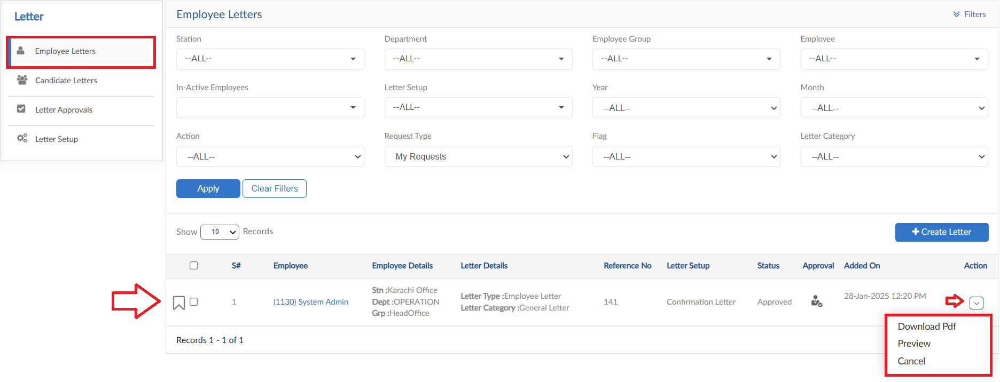 Letter
Employee Letters
Candidate Letters
Letter Approvals
Letter Setup
Employee Letters
Filters
Station Department Employee Group Employee
--ALL-- --ALL-- --ALL-- --ALL--
In-Active Employees Letter Setup Year Month
--ALL-- --ALL-- --ALL--
Action Request Type Flag Letter Category
--ALL-- My Requests --ALL-- --ALL--
Apply Clear Filters
Show 10 Records
+ Create Letter
S# Employee Employee Details Letter Details Reference No Letter Setup Status Approval Added On Action
1 (1130) System Admin
Stn :Karachi Office
Dept :OPERATION
Grp :HeadOffice
Letter Type :Employee Letter
Letter Category :General Letter
141 Confirmation Letter Approved 28-Jan-2025 12:20 PM
Records 1 - 1 of 1
Download Pdf
Preview
Cancel